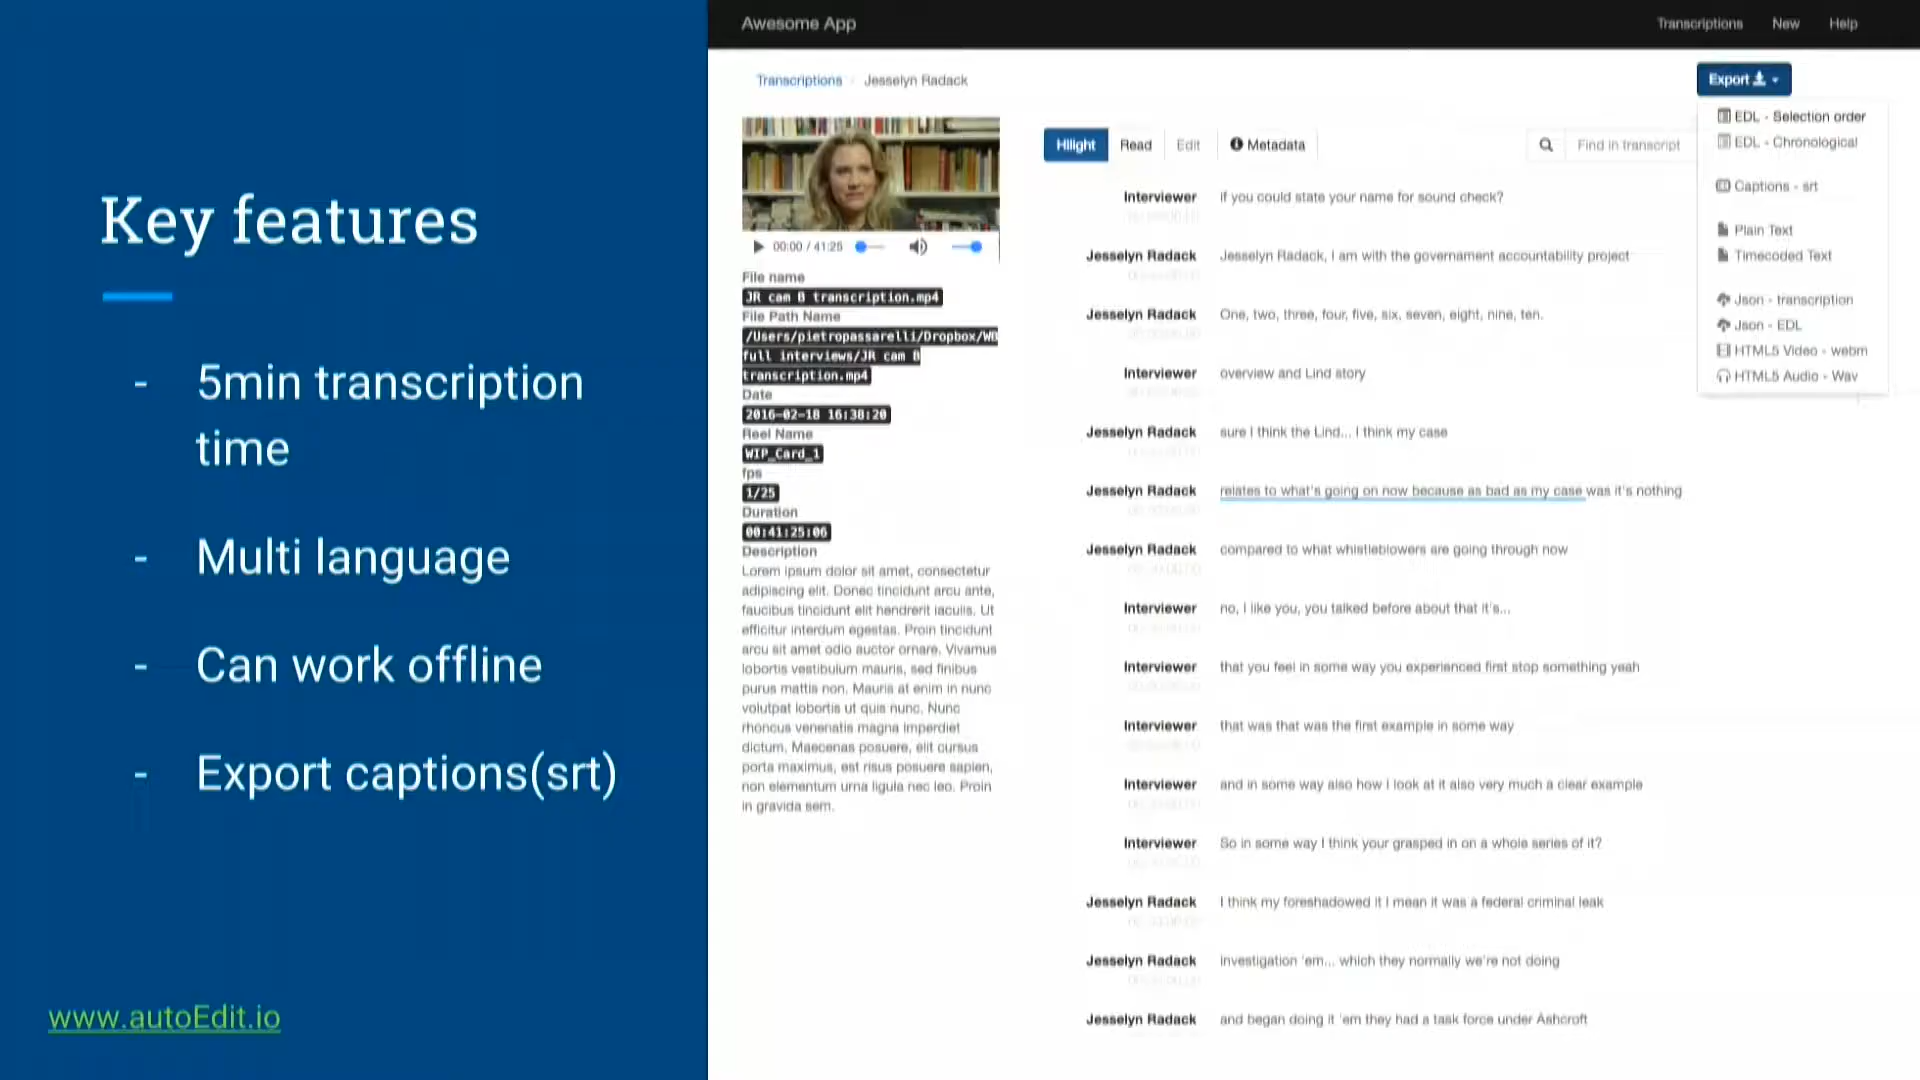 Key features
- 5min transcription
time
- Multi language
- Can work offline
- Export captions(srt)
www.autoEdit.io
Awesome App
Transcriptions New Help
Transcriptions Jesselyn Radack
Export
EDL - Selection order
EDL - Chronological
Captions - srt
Plain Text
Timecoded Text
Json - transcription
Json - EDL
HTML5 Video - webm
HTML5 Audio - Wav
00:00 / 41:25
File name
JR cam B transcription.mp4
File Path Name
/Users/pietropassarelli/Dropbox/WB
full interviews/JR cam B
transcription.mp4
Date
2016-02-18 16:38:20
Reel Name
WIP_Card_1
fps
1/25
Duration
00:41:25:06
Description
Lorem ipsum dolor sit amet, consectetur
adipiscing elit. Donec tincidunt arcu ante,
faucibus tincidunt elit hendrerit iaculis. Ut
efficitur interdum egestas. Proin tincidunt
arcu sit amet odio auctor ornare. Vivamus
lobortis vestibulum mauris, sed finibus
purus mattis non. Mauris at enim in nunc
volutpat lobortis ut quis nunc. Nunc
rhoncus venenatis magna imperdiet
dictum. Maecenas posuere, elit cursus
porta maximus, est risus posuere sapien,
non elementum urna ligula nec leo. Proin
in gravida sem.
Hilight Read Edit Metadata Find in transcript
Interviewer if you could state your name for sound check?
Jesselyn Radack Jesselyn Radack, I am with the governament accountability project
Jesselyn Radack One, two, three, four, five, six, seven, eight, nine, ten.
Interviewer overview and Lind story
Jesselyn Radack sure I think the Lind... I think my case
Jesselyn Radack relates to what's going on now because as bad as my case was it's nothing
Jesselyn Radack compared to what whistleblowers are going through now
Interviewer no, I like you, you talked before about that it's...
Interviewer that you feel in some way you experienced first stop something yeah
Interviewer that was that was the first example in some way
Interviewer and in some way also how I look at it also very much a clear example
Interviewer So in some way I think your grasped in on a whole series of it?
Jesselyn Radack I think my foreshadowed it I mean it was a federal criminal leak
Jesselyn Radack investigation 'em... which they normally we're not doing
Jesselyn Radack and began doing it 'em they had a task force under Ashcroft